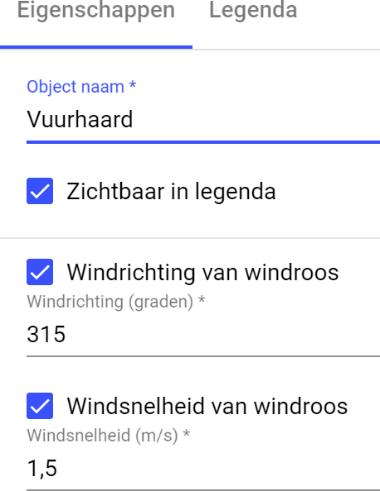 Eigenschappen Legenda
Object naam *
Vuurhaard
Zichtbaar in legenda
Windrichting van windroos
Windrichting (graden) *
315
Windsnelheid van windroos
Windsnelheid (m/s) *
1,5